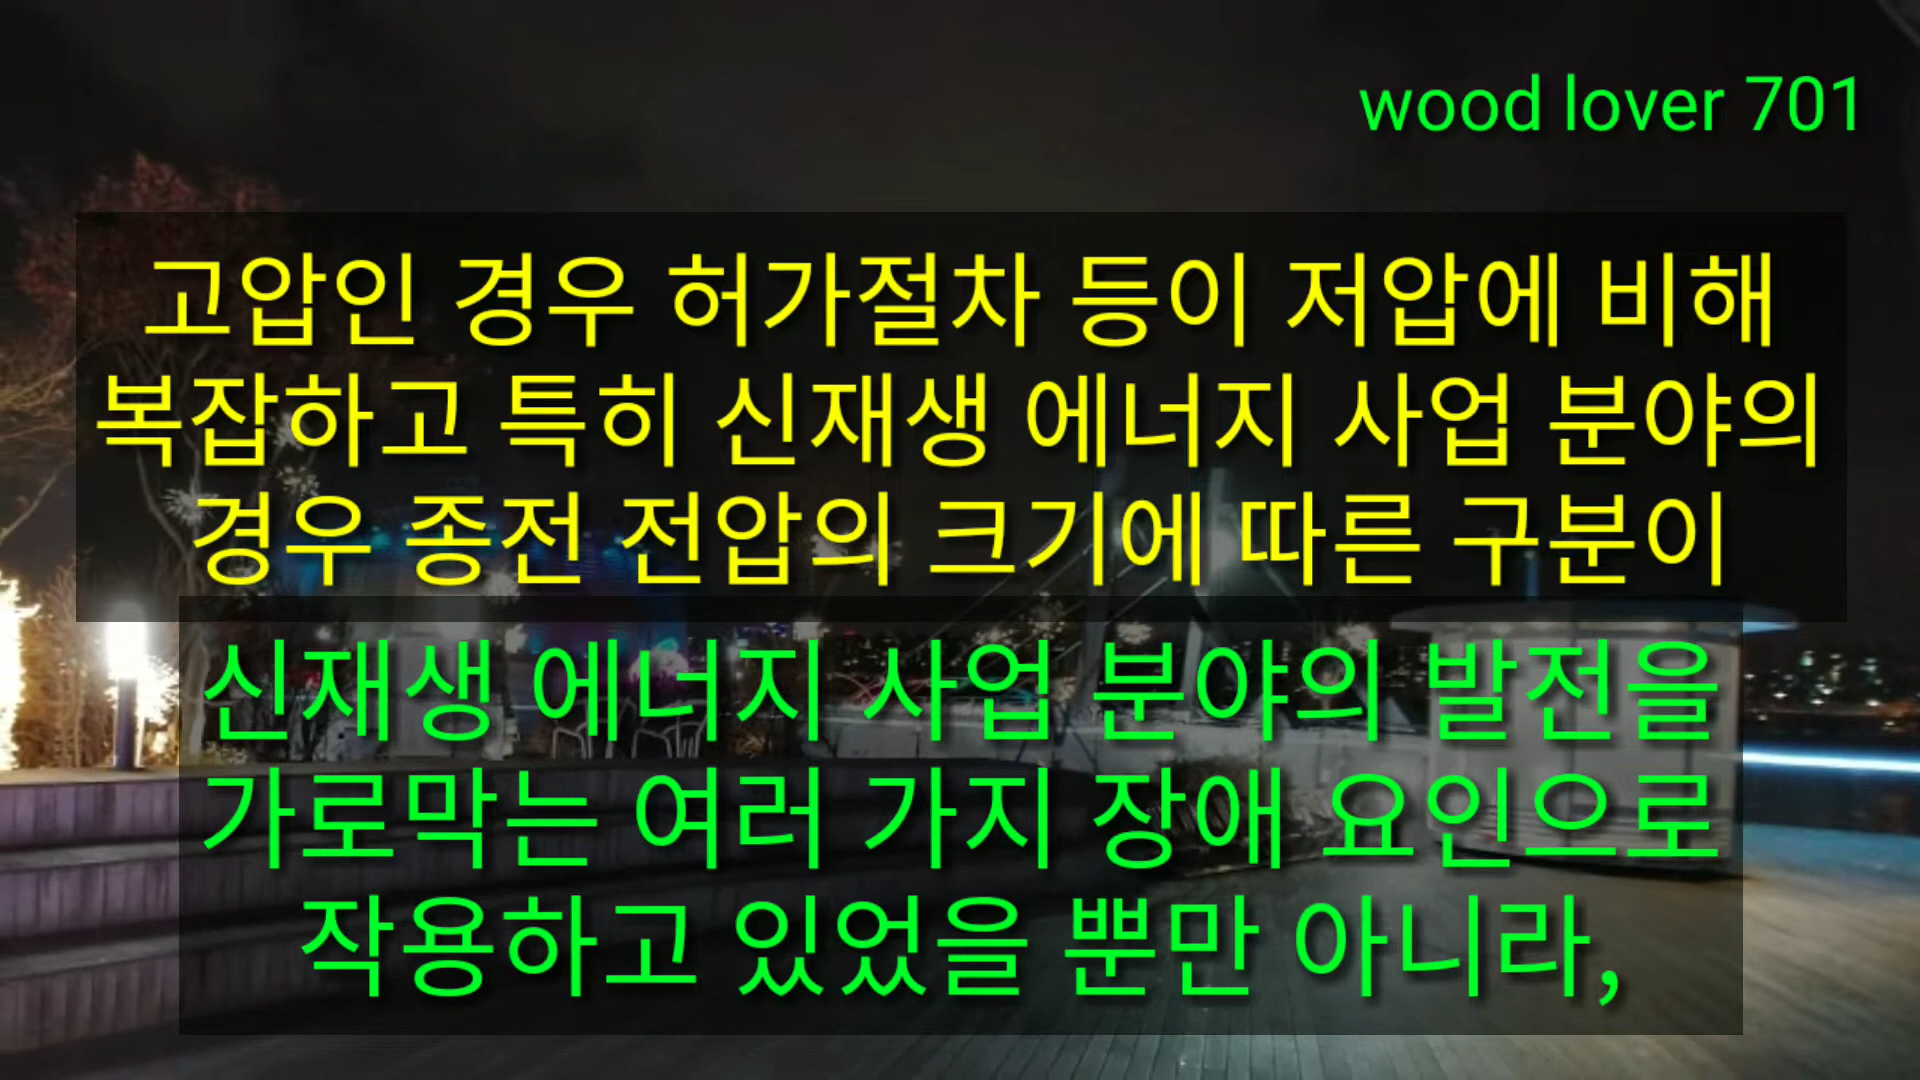 wood lover 701
고압인 경우 허가절차 등이 저압에 비해
복잡하고 특히 신재생 에너지 사업 분야의
경우 종전 전압의 크기에 따른 구분이
신재생 에너지 사업 분야의 발전을
가로막는 여러 가지 장애 요인으로
작용하고 있었을 뿐만 아니라,